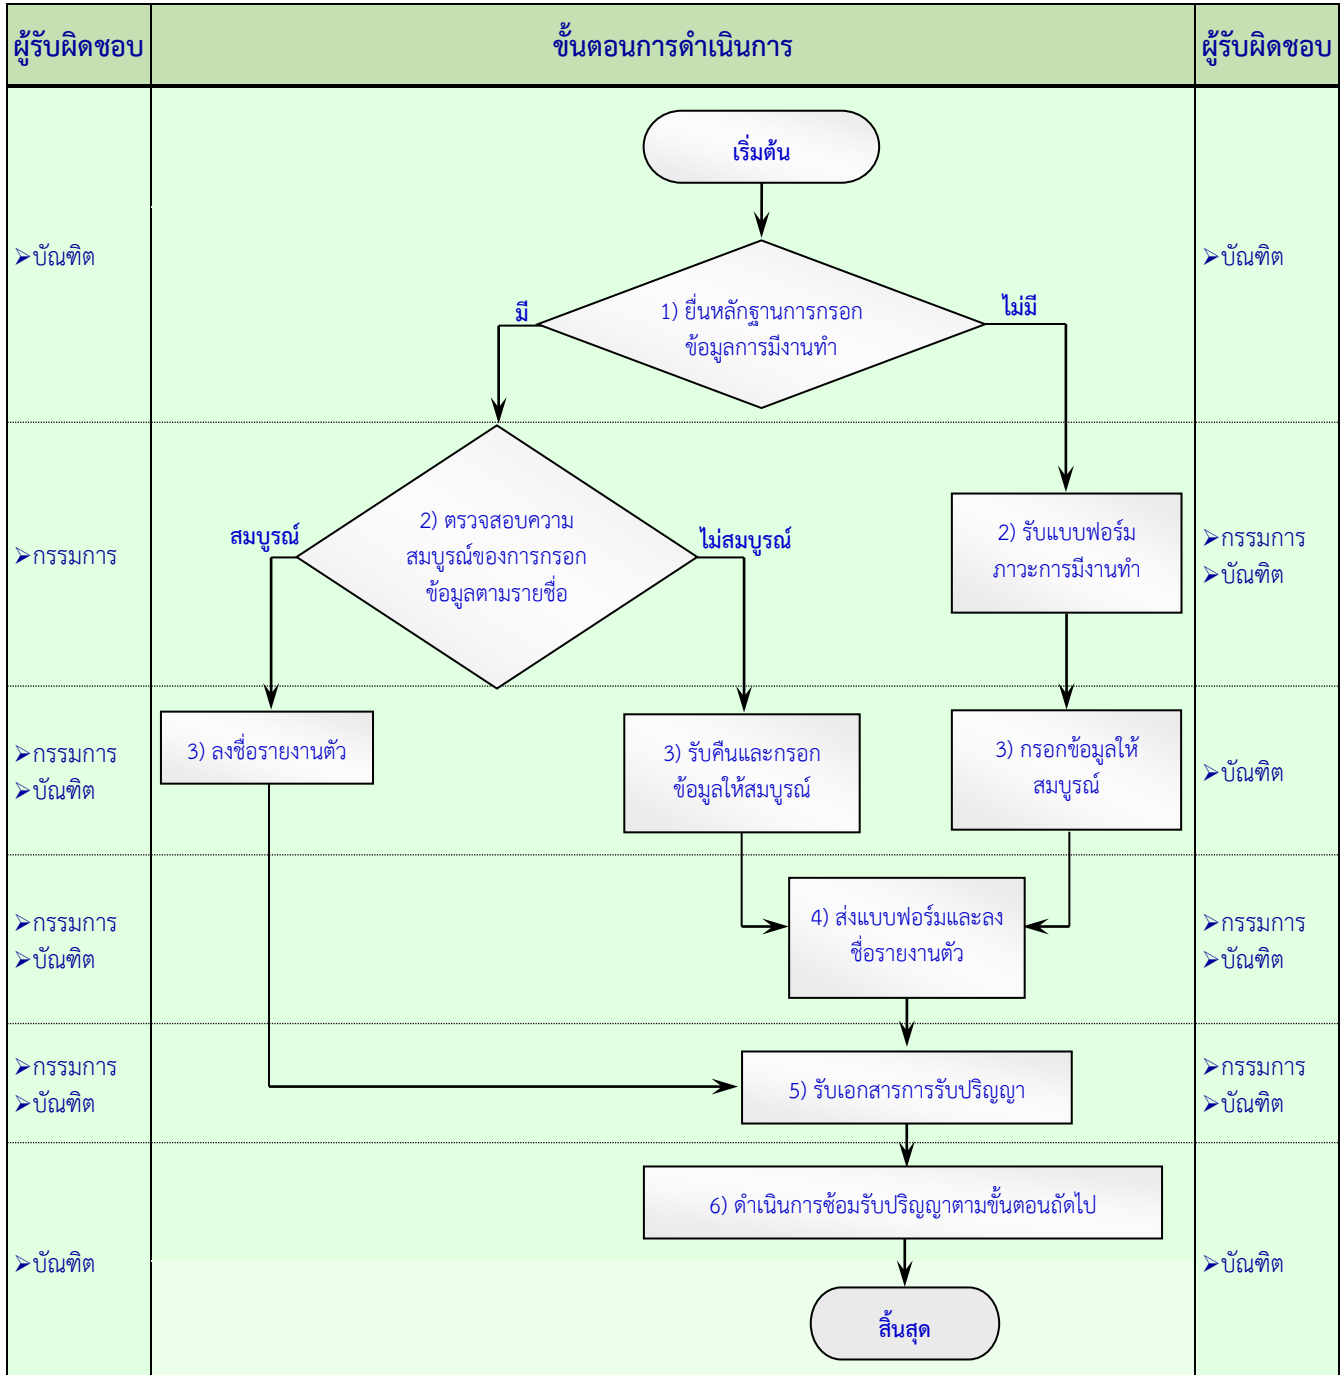 ผู้รับผิดชอบ
ขั้นตอนการดำเนินการ
ผู้รับผิดชอบ
เริ่มต้น
➢บัณฑิต
1) ยื่นหลักฐานการกรอก
ข้อมูลการมีงานทำ
มี
ไม่มี
➢บัณฑิต
➢กรรมการ
สมบูรณ์
2) ตรวจสอบความ
สมบูรณ์ของการกรอก
ข้อมูลตามรายชื่อ
ไม่สมบูรณ์
2) รับแบบฟอร์ม
ภาวะการมีงานทำ
➢กรรมการ
➢บัณฑิต
➢กรรมการ
➢บัณฑิต
3) ลงชื่อรายงานตัว
3) รับคืนและกรอก
ข้อมูลให้สมบูรณ์
3) กรอกข้อมูลให้
สมบูรณ์
➢บัณฑิต
➢กรรมการ
➢บัณฑิต
4) ส่งแบบฟอร์มและลง
ชื่อรายงานตัว
➢กรรมการ
➢บัณฑิต
➢กรรมการ
➢บัณฑิต
5) รับเอกสารการรับปริญญา
➢กรรมการ
➢บัณฑิต
6) ดำเนินการซ้อมรับปริญญาตามขั้นตอนถัดไป
➢บัณฑิต
➢บัณฑิต
สิ้นสุด